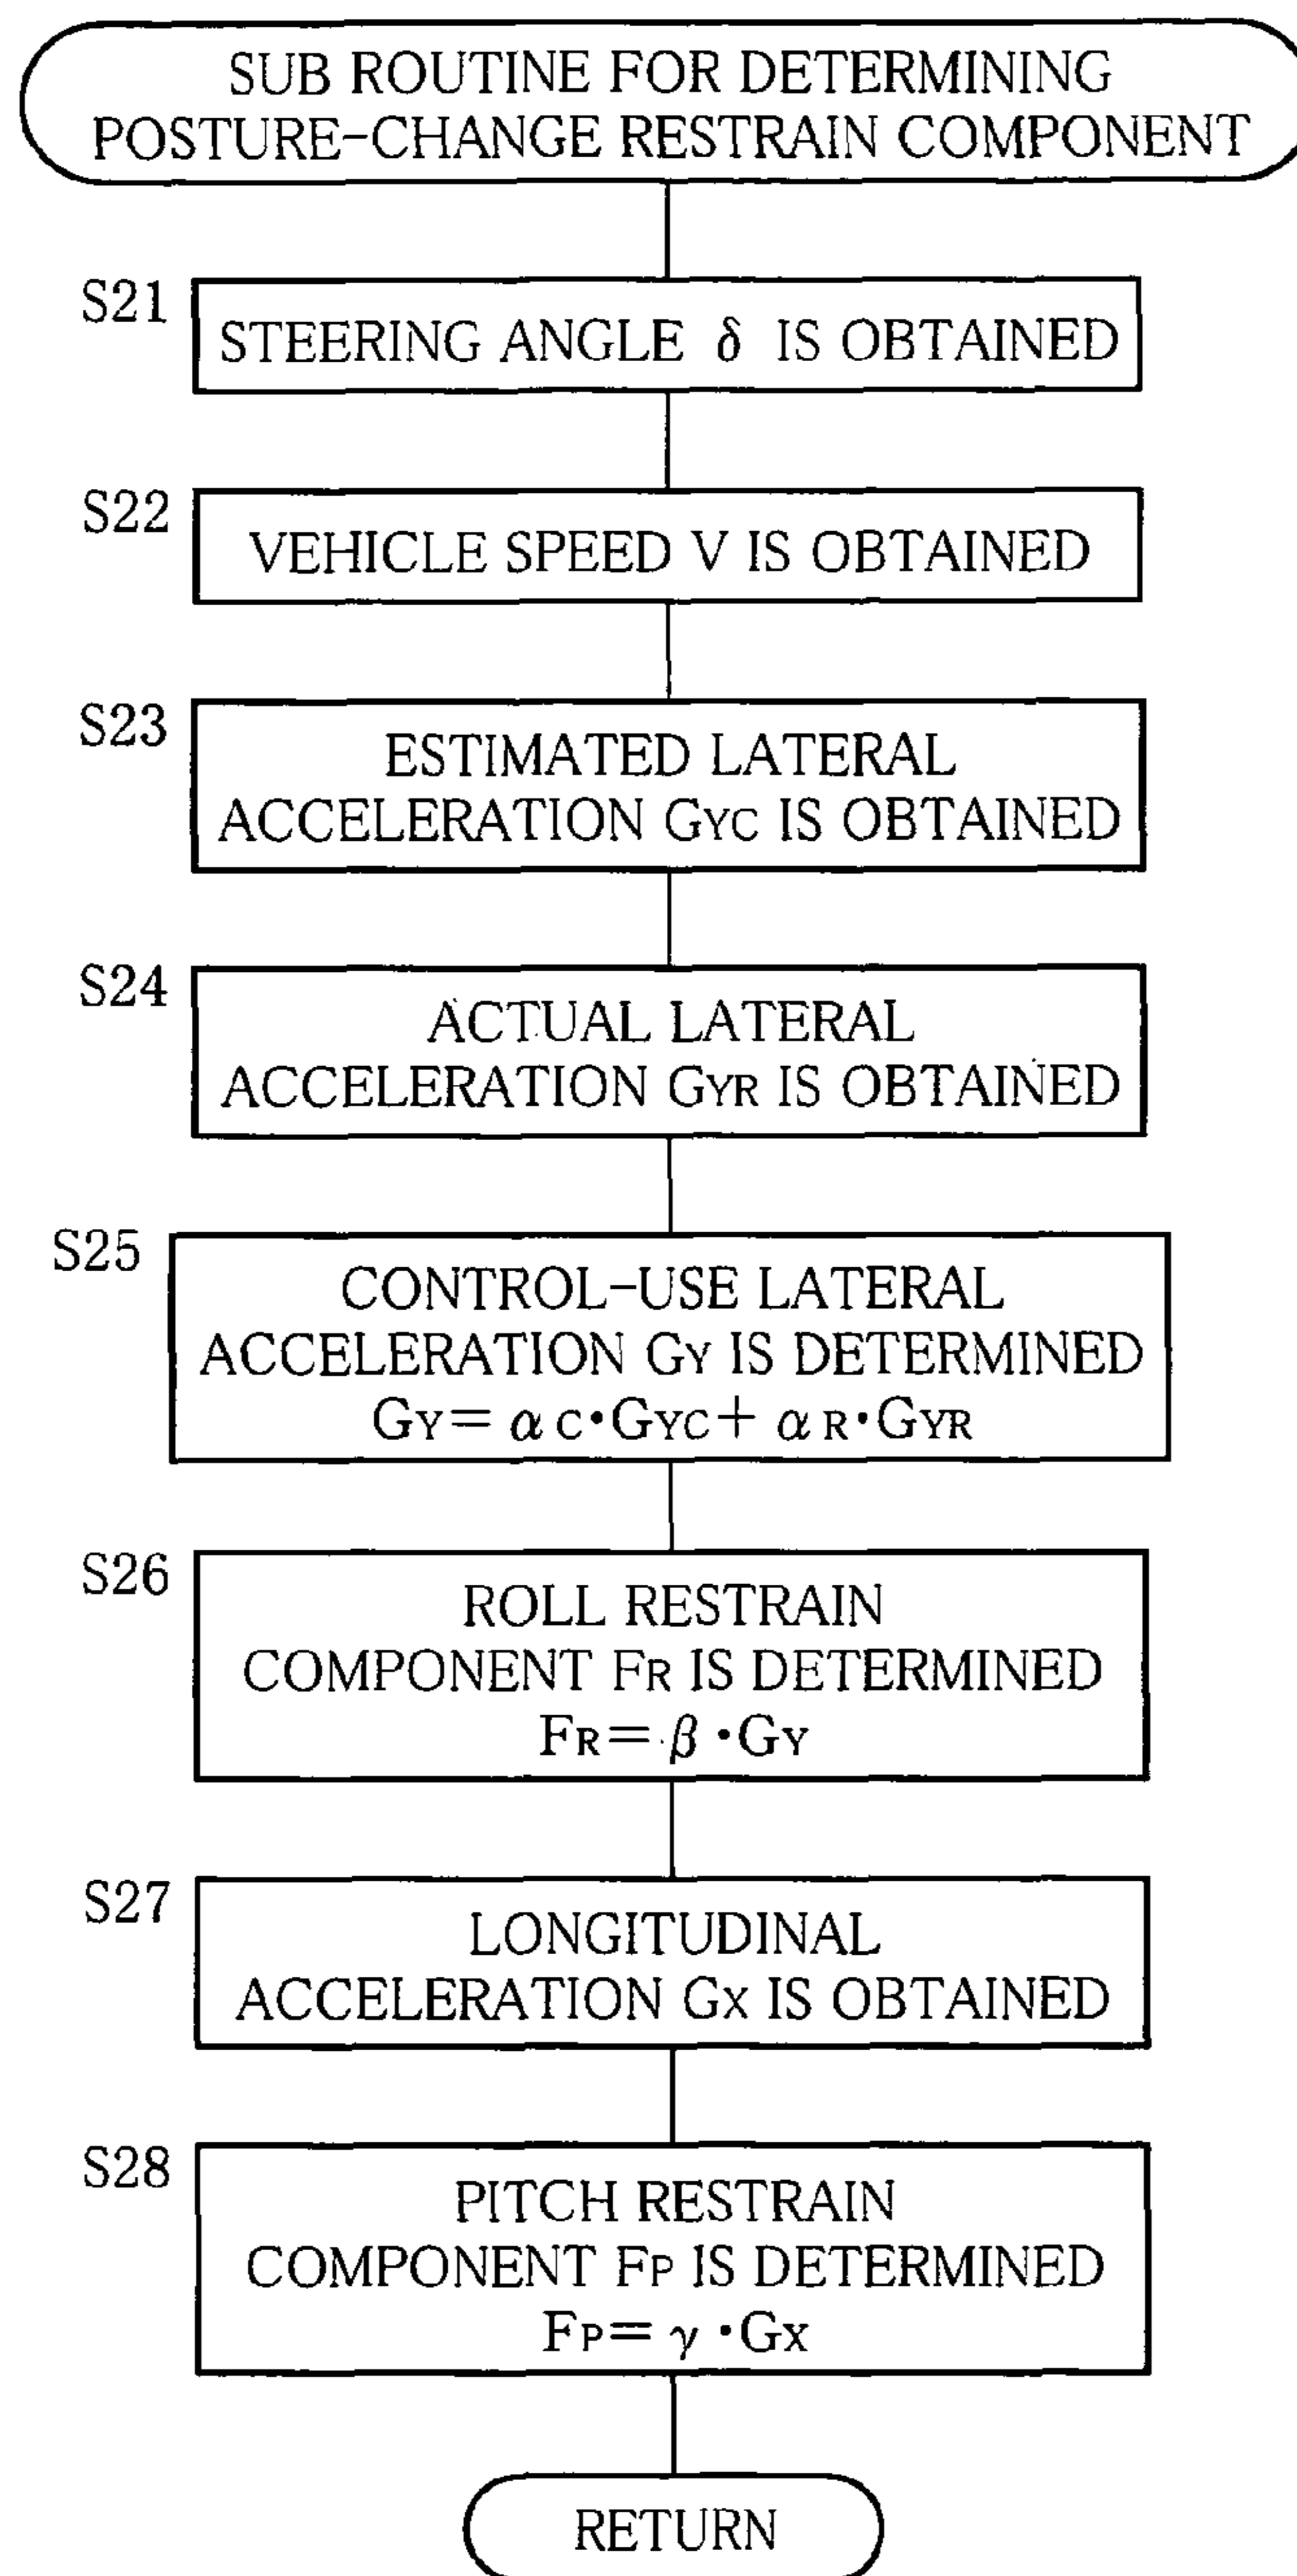 SUB ROUTINE FOR DETERMINING
POSTURE-CHANGE RESTRAIN COMPONENT
S21
STEERING ANGLE δ IS OBTAINED
S22
VEHICLE SPEED V IS OBTAINED
S23
ESTIMATED LATERAL
ACCELERATION GYC IS OBTAINED
S24
ACTUAL LATERAL
ACCELERATION GYR IS OBTAINED
S25
CONTROL-USE LATERAL
ACCELERATION GY IS DETERMINED
GY= α C•GYC+ α R•GYR
S26
ROLL RESTRAIN
COMPONENT FR IS DETERMINED
FR= β •GY
S27
LONGITUDINAL
ACCELERATION GX IS OBTAINED
S28
PITCH RESTRAIN
COMPONENT FP IS DETERMINED
FP= γ •GX
RETURN